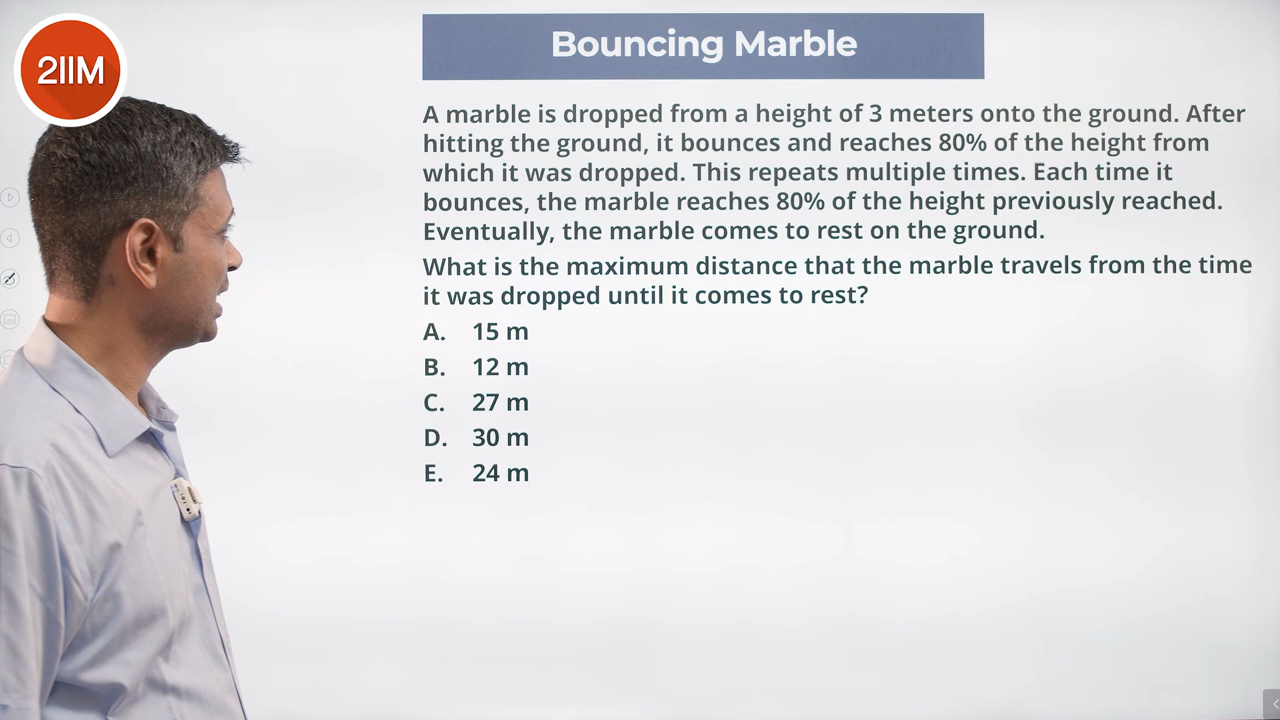 2IIM
Bouncing Marble
A marble is dropped from a height of 3 meters onto the ground. After
hitting the ground, it bounces and reaches 80% of the height from
which it was dropped. This repeats multiple times. Each time it
bounces, the marble reaches 80% of the height previously reached.
Eventually, the marble comes to rest on the ground.
What is the maximum distance that the marble travels from the time
it was dropped until it comes to rest?
A. 15 m
B. 12 m
C. 27 m
D. 30 m
E. 24 m